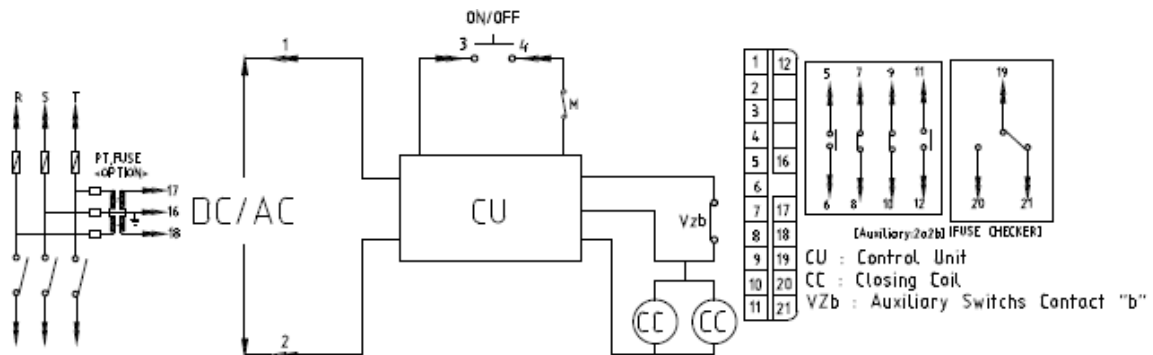 ON/OFF
1
3
4
M
R
S
T
PT,FUSE
<OPTION>
17
16
18
DC/AC
CU
VZb
CC
CC
2
1
12
2
3
4
5
16
6
7
17
8
18
9
19
10
20
11
21
5
7
9
11
6
8
10
12
[Auxiliary:2a2b]
19
20
21
[FUSE CHECKER]
CU : Control Unit
CC : Closing Coil
VZb : Auxiliary Switchs Contact "b"